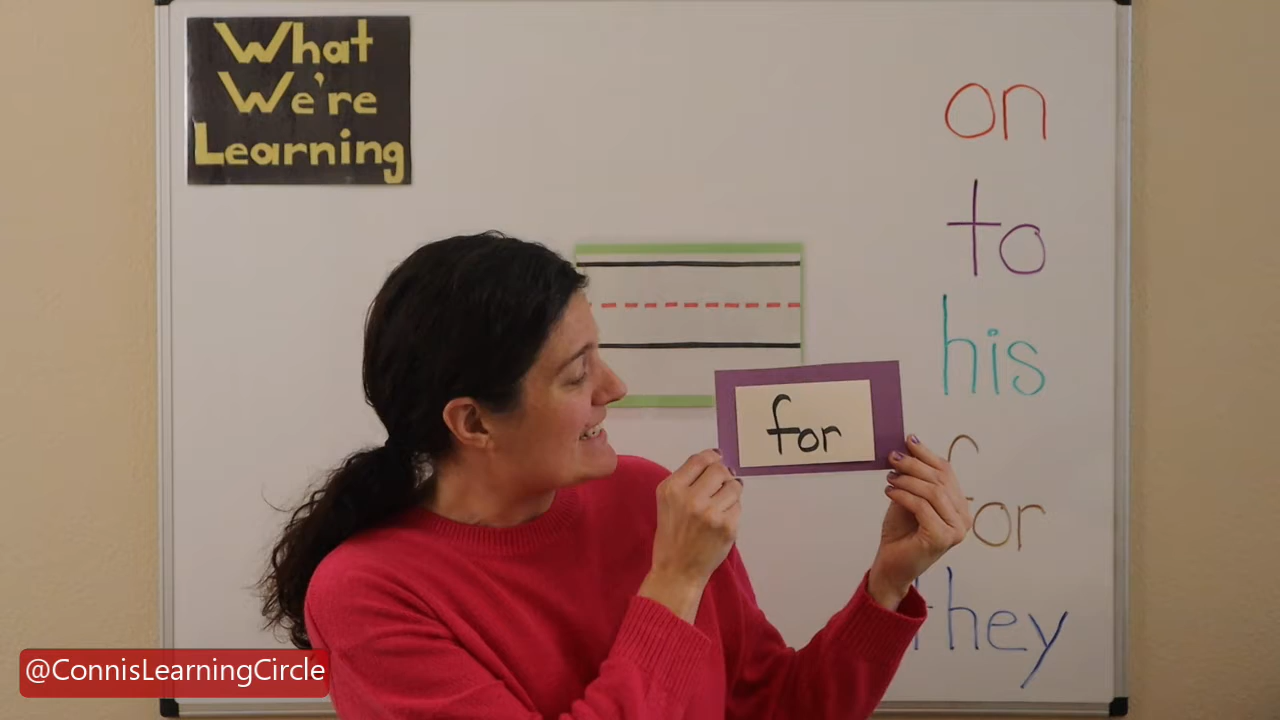 What
We're
Learning
on
to
his
for
for
they
@ConnisLearningCircle